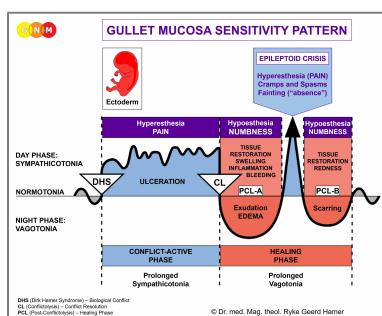 GNM
GULLET MUCOSA SENSITIVITY PATTERN
EPILEPTOID CRISIS
Hyperesthesia (PAIN)
Cramps and Spasms
Fainting ("absence")
Ectoderm
Hyperesthesia
PAIN
Hypoesthesia
NUMBNESS
Hypoesthesia
NUMBNESS
DAY PHASE:
SYMPATHICOTONIA
TISSUE
RESTORATION
SWELLING
INFLAMMATION
BLEEDING
TISSUE
RESTORATION
REDNESS
DHS
ULCERATION
CL
PCL-A
PCL-B
NORMOTONIA
Exudation
EDEMA
Scarring
NIGHT PHASE:
VAGOTONIA
CONFLICT-ACTIVE
PHASE
HEALING
PHASE
Prolonged
Sympathicotonia
Prolonged
Vagotonia
DHS (Dirk Hamer Syndrome) – Biological Conflict
CL (Conflictolysis) – Conflict Resolution
PCL (Post-Conflictolysis) – Healing Phase
© Dr. med. Mag. theol. Ryke Geerd Hamer